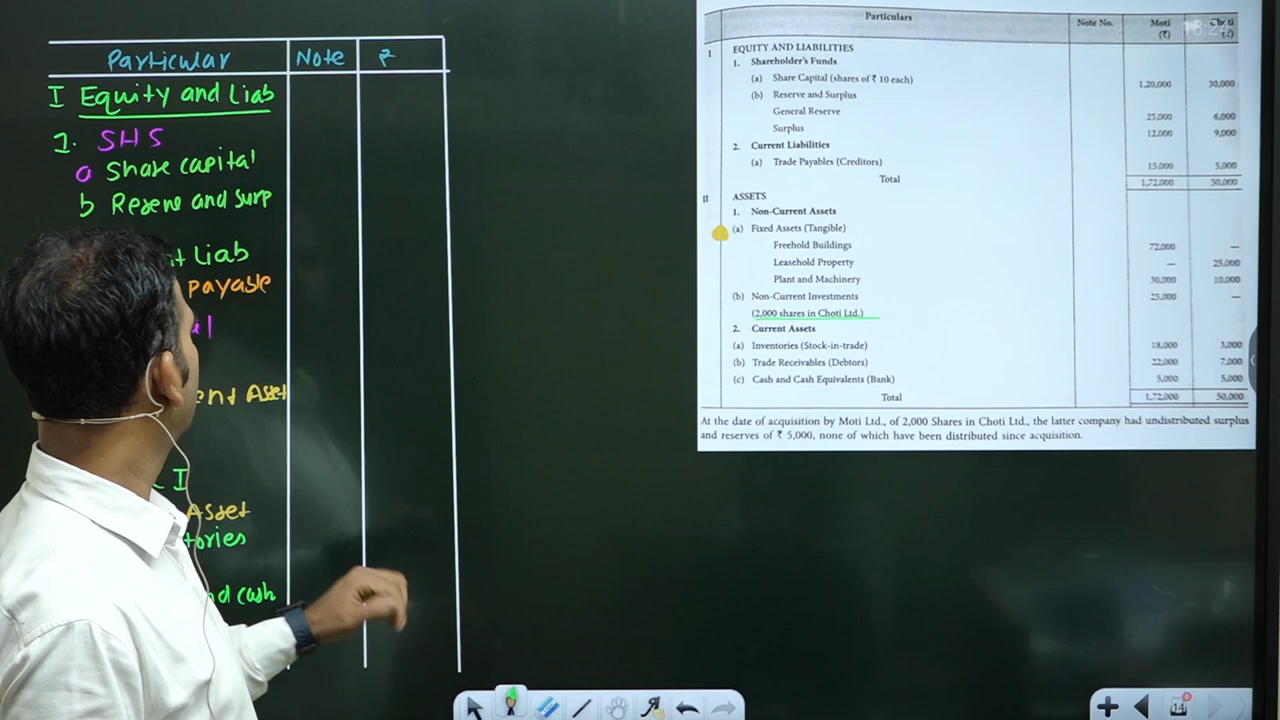 Particular Note ₹
I Equity and Liab
1. SHS
a Share capital
b Reserve and Surp
Liab
payable
ent Asset
I
Asset
tories
nd cash
Particulars Note No. Moti (₹) (₹)
18:24
I EQUITY AND LIABILITIES
1. Shareholder's Funds
(a) Share Capital (shares of ₹ 10 each) 1,20,000 30,000
(b) Reserve and Surplus
General Reserve 25,000 6,000
Surplus 12,000 9,000
2. Current Liabilities
(a) Trade Payables (Creditors) 15,000 5,000
Total 1,72,000 50,000
II ASSETS
1. Non-Current Assets
(a) Fixed Assets (Tangible)
Freehold Buildings 72,000 —
Leasehold Property — 25,000
Plant and Machinery 30,000 10,000
(b) Non-Current Investments 25,000 —
(2,000 shares in Choti Ltd.)
2. Current Assets
(a) Inventories (Stock-in-trade) 18,000 3,000
(b) Trade Receivables (Debtors) 22,000 7,000
(c) Cash and Cash Equivalents (Bank) 5,000 5,000
Total 1,72,000 50,000
At the date of acquisition by Moti Ltd., of 2,000 Shares in Choti Ltd., the latter company had undistributed surplus
and reserves of ₹ 5,000, none of which have been distributed since acquisition.
14